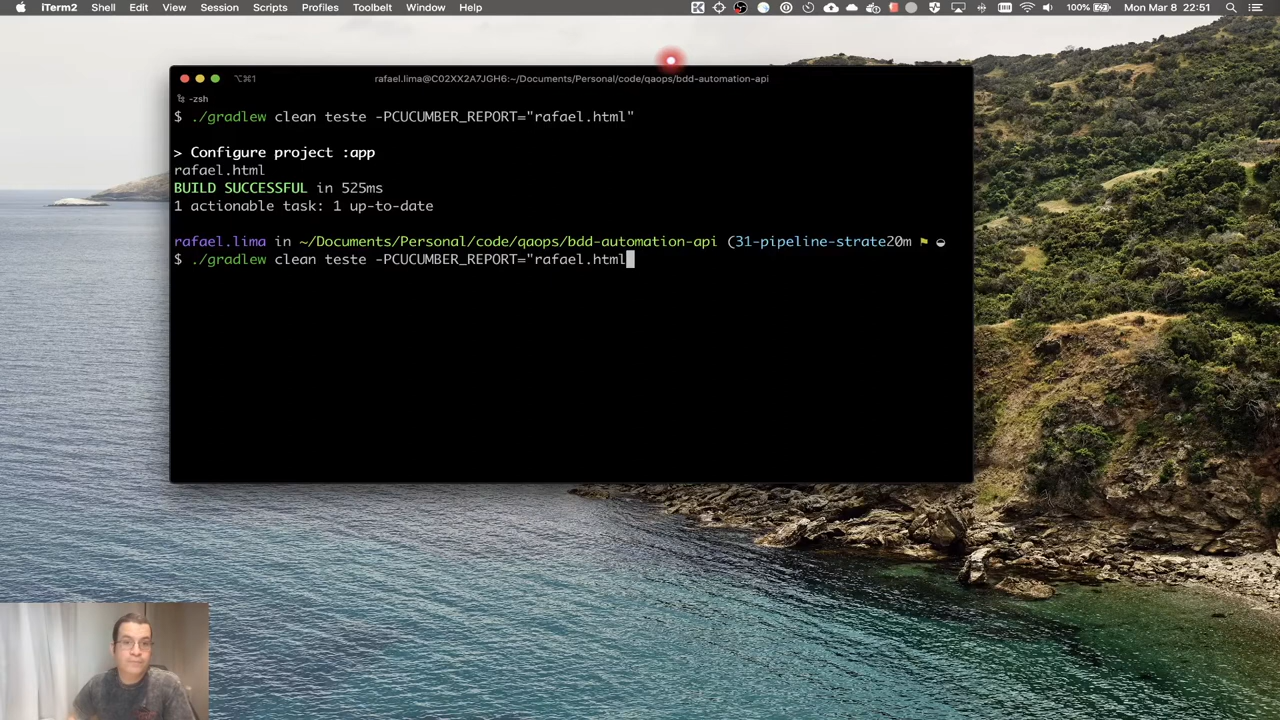 iTerm2 Shell Edit View Session Scripts Profiles Toolbelt Window Help 100% Mon Mar 8 22:51
⌥⌘1 rafael.lima@C02XX2A7JGH6:~/Documents/Personal/code/qaops/bdd-automation-api
-zsh
$ ./gradlew clean teste -PCUCUMBER_REPORT="rafael.html"
> Configure project :app
rafael.html
BUILD SUCCESSFUL in 525ms
1 actionable task: 1 up-to-date
rafael.lima in ~/Documents/Personal/code/qaops/bdd-automation-api (31-pipeline-strate20m
$ ./gradlew clean teste -PCUCUMBER_REPORT="rafael.html